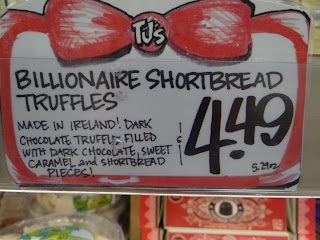 TJ's
BILLIONAIRE SHORTBREAD
TRUFFLES
MADE IN IRELAND! DARK
CHOCOLATE TRUFFLE FILLED
WITH DARK CHOCOLATE, SWEET
CARAMEL and SHORTBREAD
PIECES!
4.49
5.29oz